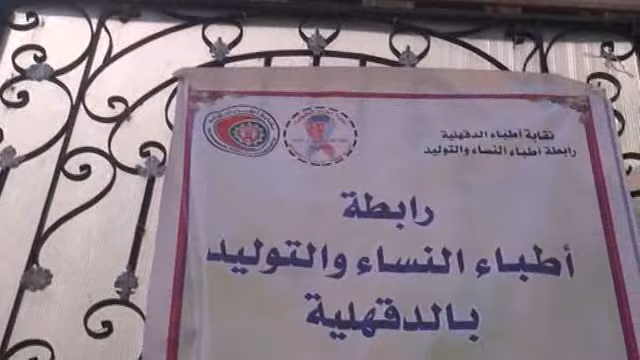 نقابة أطباء الدقهلية
رابطة أطباء النساء والتوليد
رابطة
أطباء النساء والتوليد
بالدقهلية